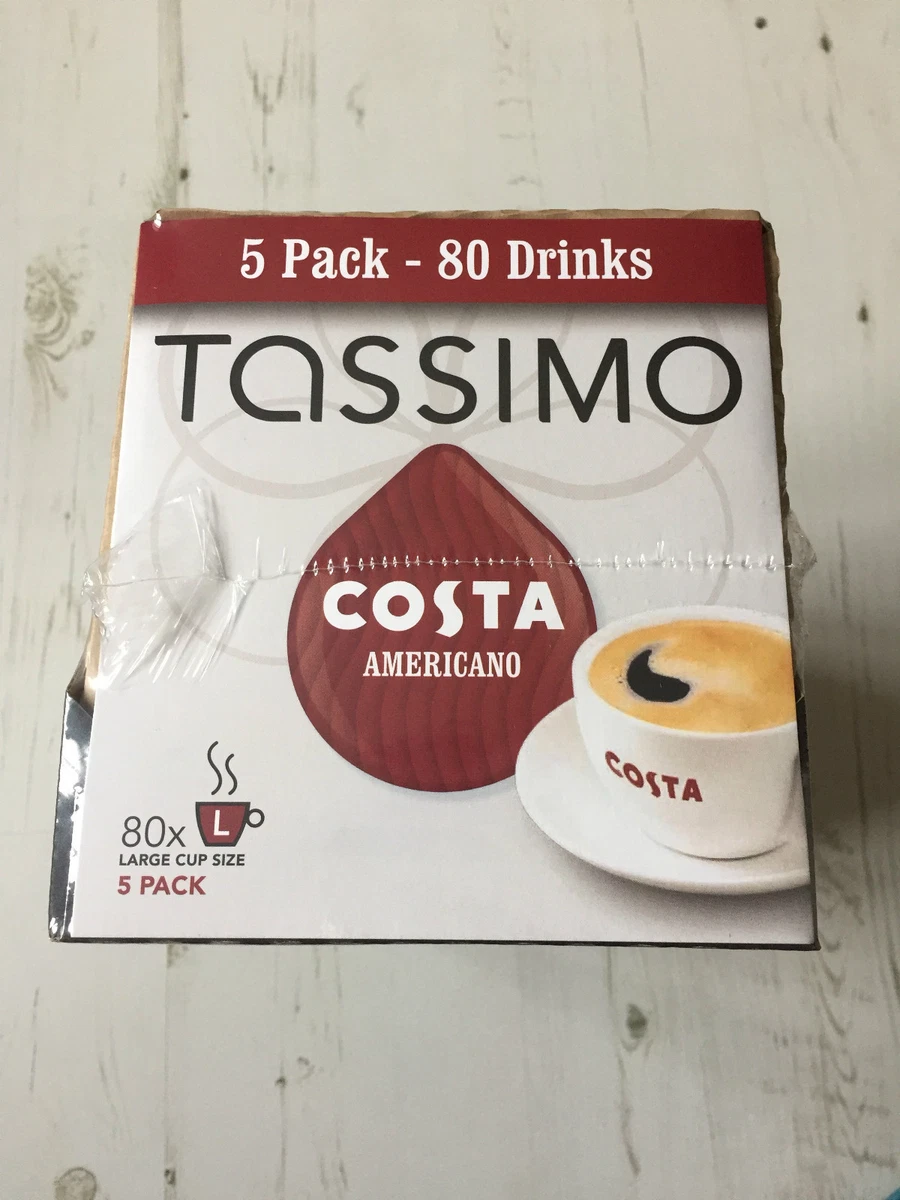 5 Pack - 80 Drinks
TASSIMO
COSTA
AMERICANO
COSTA
80x L
LARGE CUP SIZE
5 PACK